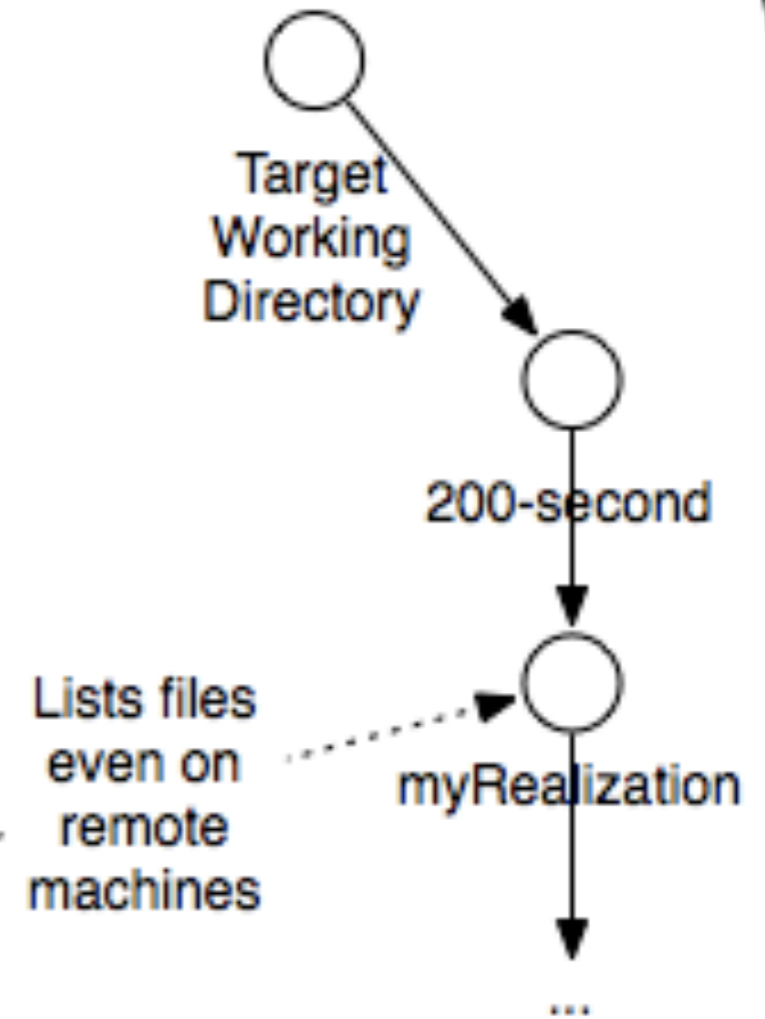 Target
Working
Directory
200-second
Lists files
even on
remote
machines
myRealization
...